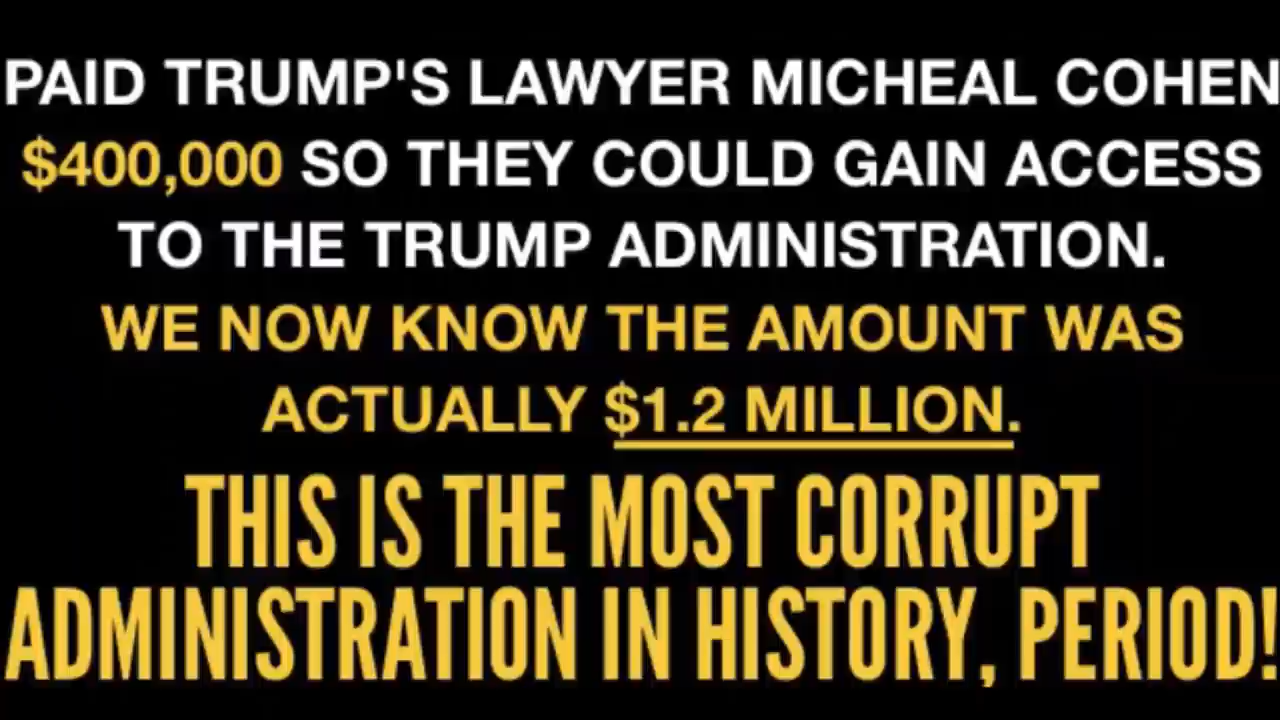 PAID TRUMP'S LAWYER MICHEAL COHEN
$400,000 SO THEY COULD GAIN ACCESS
TO THE TRUMP ADMINISTRATION.
WE NOW KNOW THE AMOUNT WAS
ACTUALLY $1.2 MILLION.
THIS IS THE MOST CORRUPT
ADMINISTRATION IN HISTORY, PERIOD!